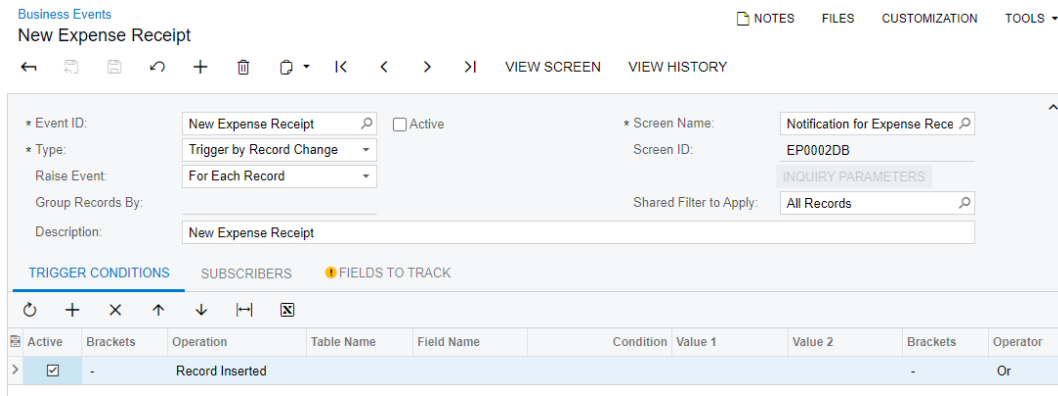 Business Events
New Expense Receipt
NOTES FILES CUSTOMIZATION TOOLS
VIEW SCREEN VIEW HISTORY
* Event ID: New Expense Receipt Active * Screen Name: Notification for Expense Rece
* Type: Trigger by Record Change Screen ID: EP0002DB
Raise Event: For Each Record INQUIRY PARAMETERS
Group Records By: Shared Filter to Apply: All Records
Description: New Expense Receipt
TRIGGER CONDITIONS SUBSCRIBERS FIELDS TO TRACK
Active Brackets Operation Table Name Field Name Condition Value 1 Value 2 Brackets Operator
- Record Inserted - Or